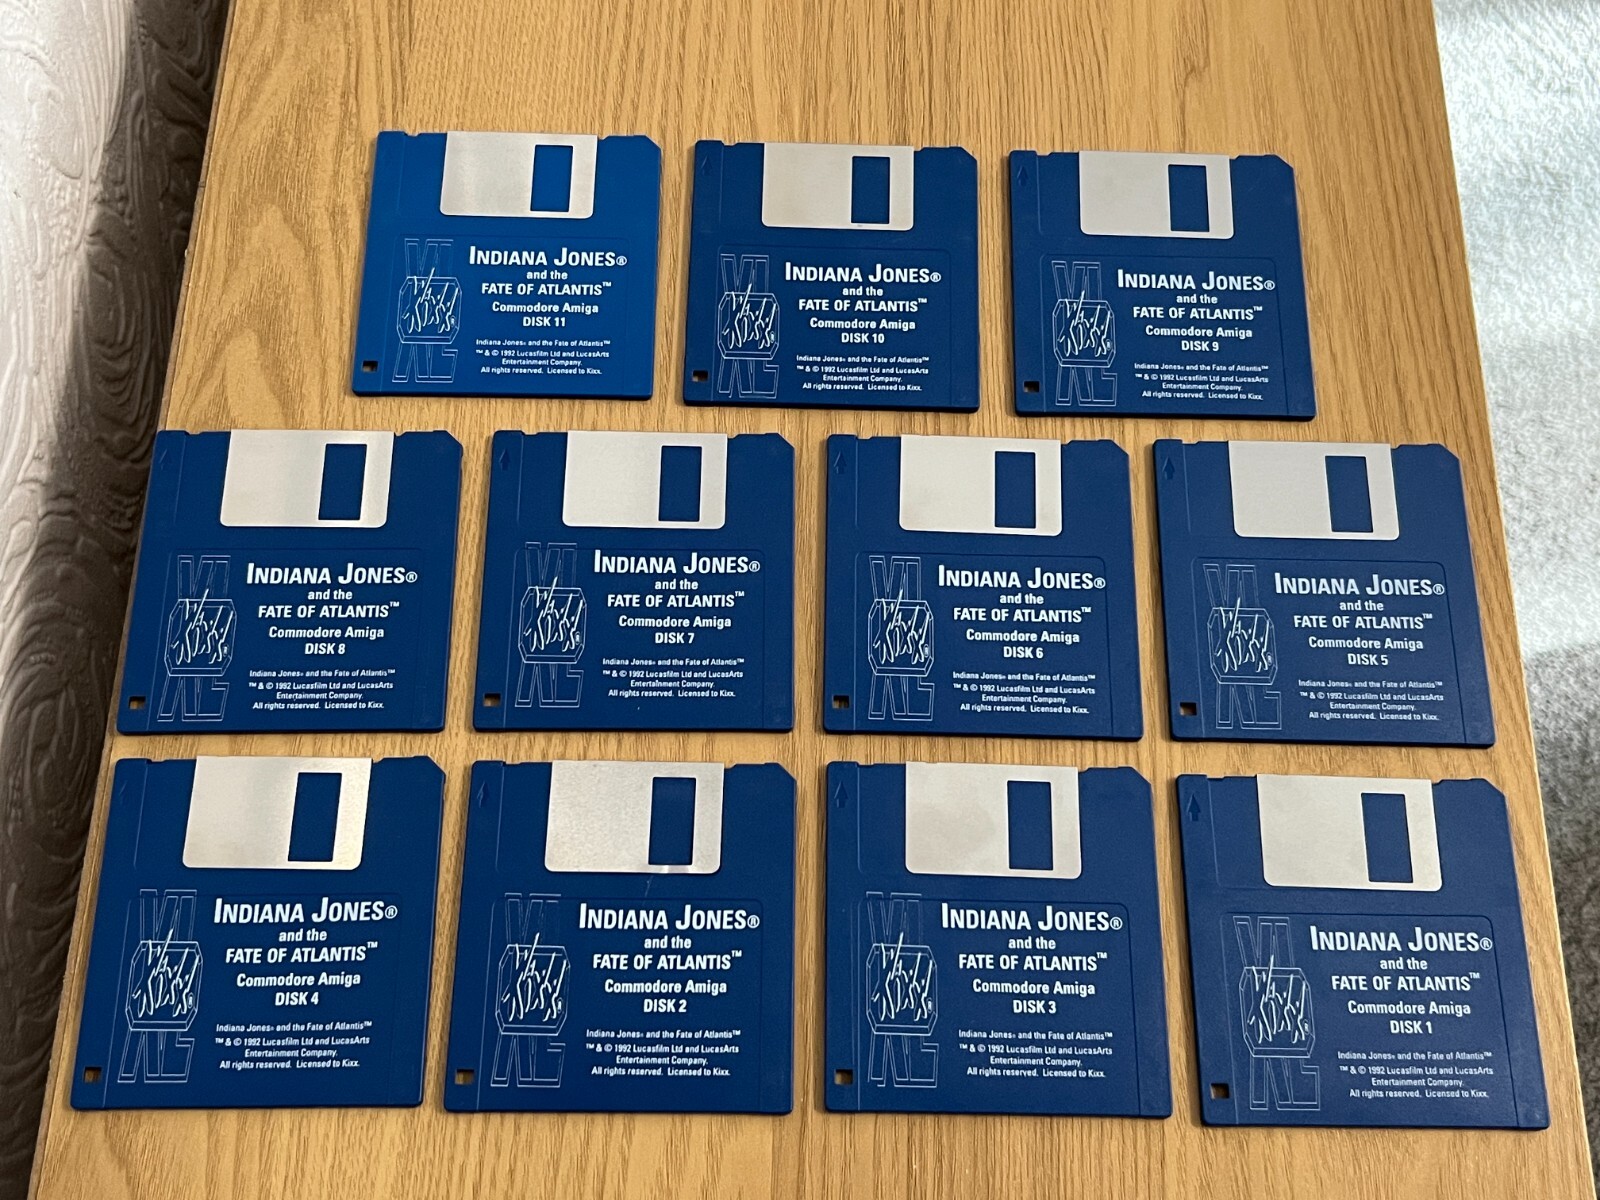 INDIANA JONES®
and the
FATE OF ATLANTIS™
Commodore Amiga
DISK 11
Indiana Jones® and the Fate of Atlantis™
™ & © 1992 Lucasfilm Ltd and LucasArts
Entertainment Company.
All rights reserved. Licensed to Kixx.
INDIANA JONES®
and the
FATE OF ATLANTIS™
Commodore Amiga
DISK 10
Indiana Jones® and the Fate of Atlantis™
™ & © 1992 Lucasfilm Ltd and LucasArts
Entertainment Company.
All rights reserved. Licensed to Kixx.
INDIANA JONES®
and the
FATE OF ATLANTIS™
Commodore Amiga
DISK 9
Indiana Jones® and the Fate of Atlantis™
™ & © 1992 Lucasfilm Ltd and LucasArts
Entertainment Company.
All rights reserved. Licensed to Kixx.
INDIANA JONES®
and the
FATE OF ATLANTIS™
Commodore Amiga
DISK 8
Indiana Jones® and the Fate of Atlantis™
™ & © 1992 Lucasfilm Ltd and LucasArts
Entertainment Company.
All rights reserved. Licensed to Kixx.
INDIANA JONES®
and the
FATE OF ATLANTIS™
Commodore Amiga
DISK 7
Indiana Jones® and the Fate of Atlantis™
™ & © 1992 Lucasfilm Ltd and LucasArts
Entertainment Company.
All rights reserved. Licensed to Kixx.
INDIANA JONES®
and the
FATE OF ATLANTIS™
Commodore Amiga
DISK 6
Indiana Jones® and the Fate of Atlantis™
™ & © 1992 Lucasfilm Ltd and LucasArts
Entertainment Company.
All rights reserved. Licensed to Kixx.
INDIANA JONES®
and the
FATE OF ATLANTIS™
Commodore Amiga
DISK 5
Indiana Jones® and the Fate of Atlantis™
™ & © 1992 Lucasfilm Ltd and LucasArts
Entertainment Company.
All rights reserved. Licensed to Kixx.
INDIANA JONES®
and the
FATE OF ATLANTIS™
Commodore Amiga
DISK 4
Indiana Jones® and the Fate of Atlantis™
™ & © 1992 Lucasfilm Ltd and LucasArts
Entertainment Company.
All rights reserved. Licensed to Kixx.
INDIANA JONES®
and the
FATE OF ATLANTIS™
Commodore Amiga
DISK 2
Indiana Jones® and the Fate of Atlantis™
™ & © 1992 Lucasfilm Ltd and LucasArts
Entertainment Company.
All rights reserved. Licensed to Kixx.
INDIANA JONES®
and the
FATE OF ATLANTIS™
Commodore Amiga
DISK 3
Indiana Jones® and the Fate of Atlantis™
™ & © 1992 Lucasfilm Ltd and LucasArts
Entertainment Company.
All rights reserved. Licensed to Kixx.
INDIANA JONES®
and the
FATE OF ATLANTIS™
Commodore Amiga
DISK 1
Indiana Jones® and the Fate of Atlantis™
™ & © 1992 Lucasfilm Ltd and LucasArts
Entertainment Company.
All rights reserved. Licensed to Kixx.